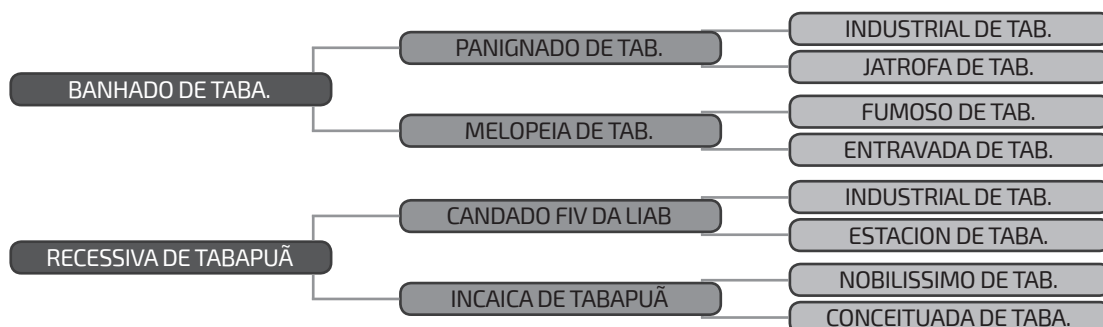 BANHADO DE TABA.
PANIGNADO DE TAB.
INDUSTRIAL DE TAB.
JATROFA DE TAB.
MELOPEIA DE TAB.
FUMOSO DE TAB.
ENTRAVADA DE TAB.
RECESSIVA DE TABAPUÃ
CANDADO FIV DA LIAB
INDUSTRIAL DE TAB.
ESTACION DE TABA.
INCAICA DE TABAPUÃ
NOBILISSIMO DE TAB.
CONCEITUADA DE TABA.